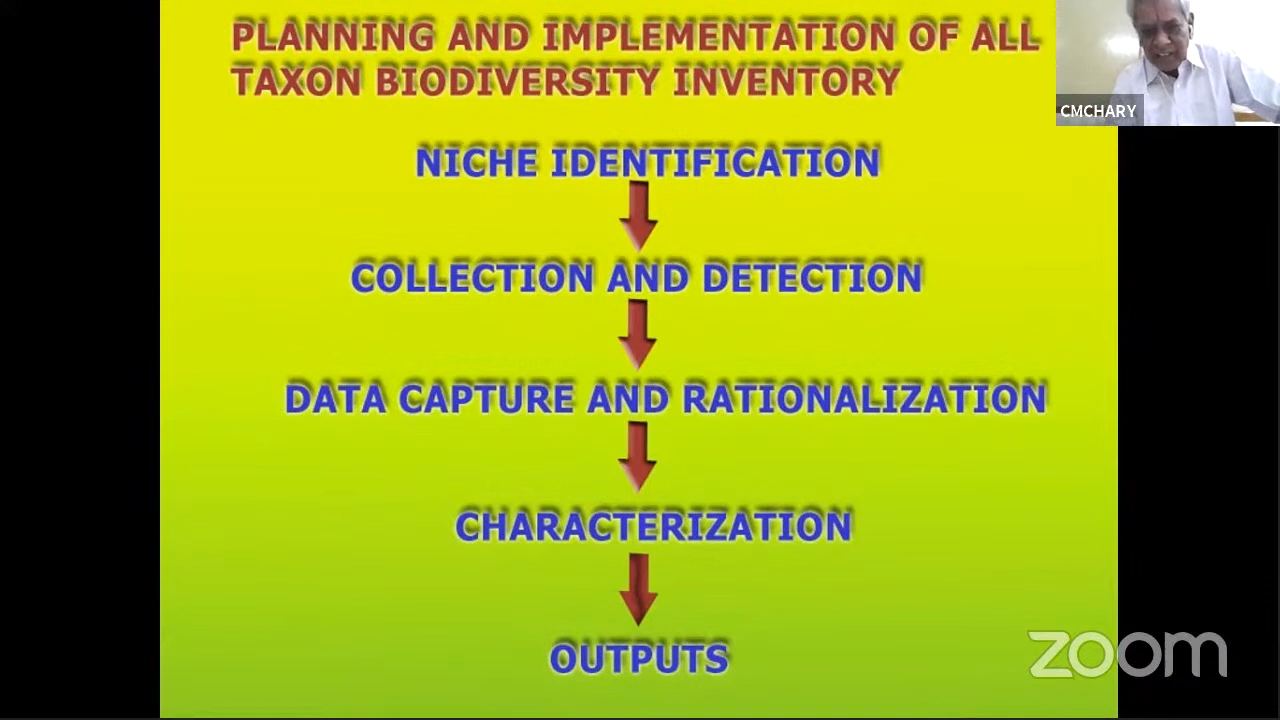 PLANNING AND IMPLEMENTATION OF ALL
TAXON BIODIVERSITY INVENTORY
CMCHARY
NICHE IDENTIFICATION
COLLECTION AND DETECTION
DATA CAPTURE AND RATIONALIZATION
CHARACTERIZATION
OUTPUTS
zoom